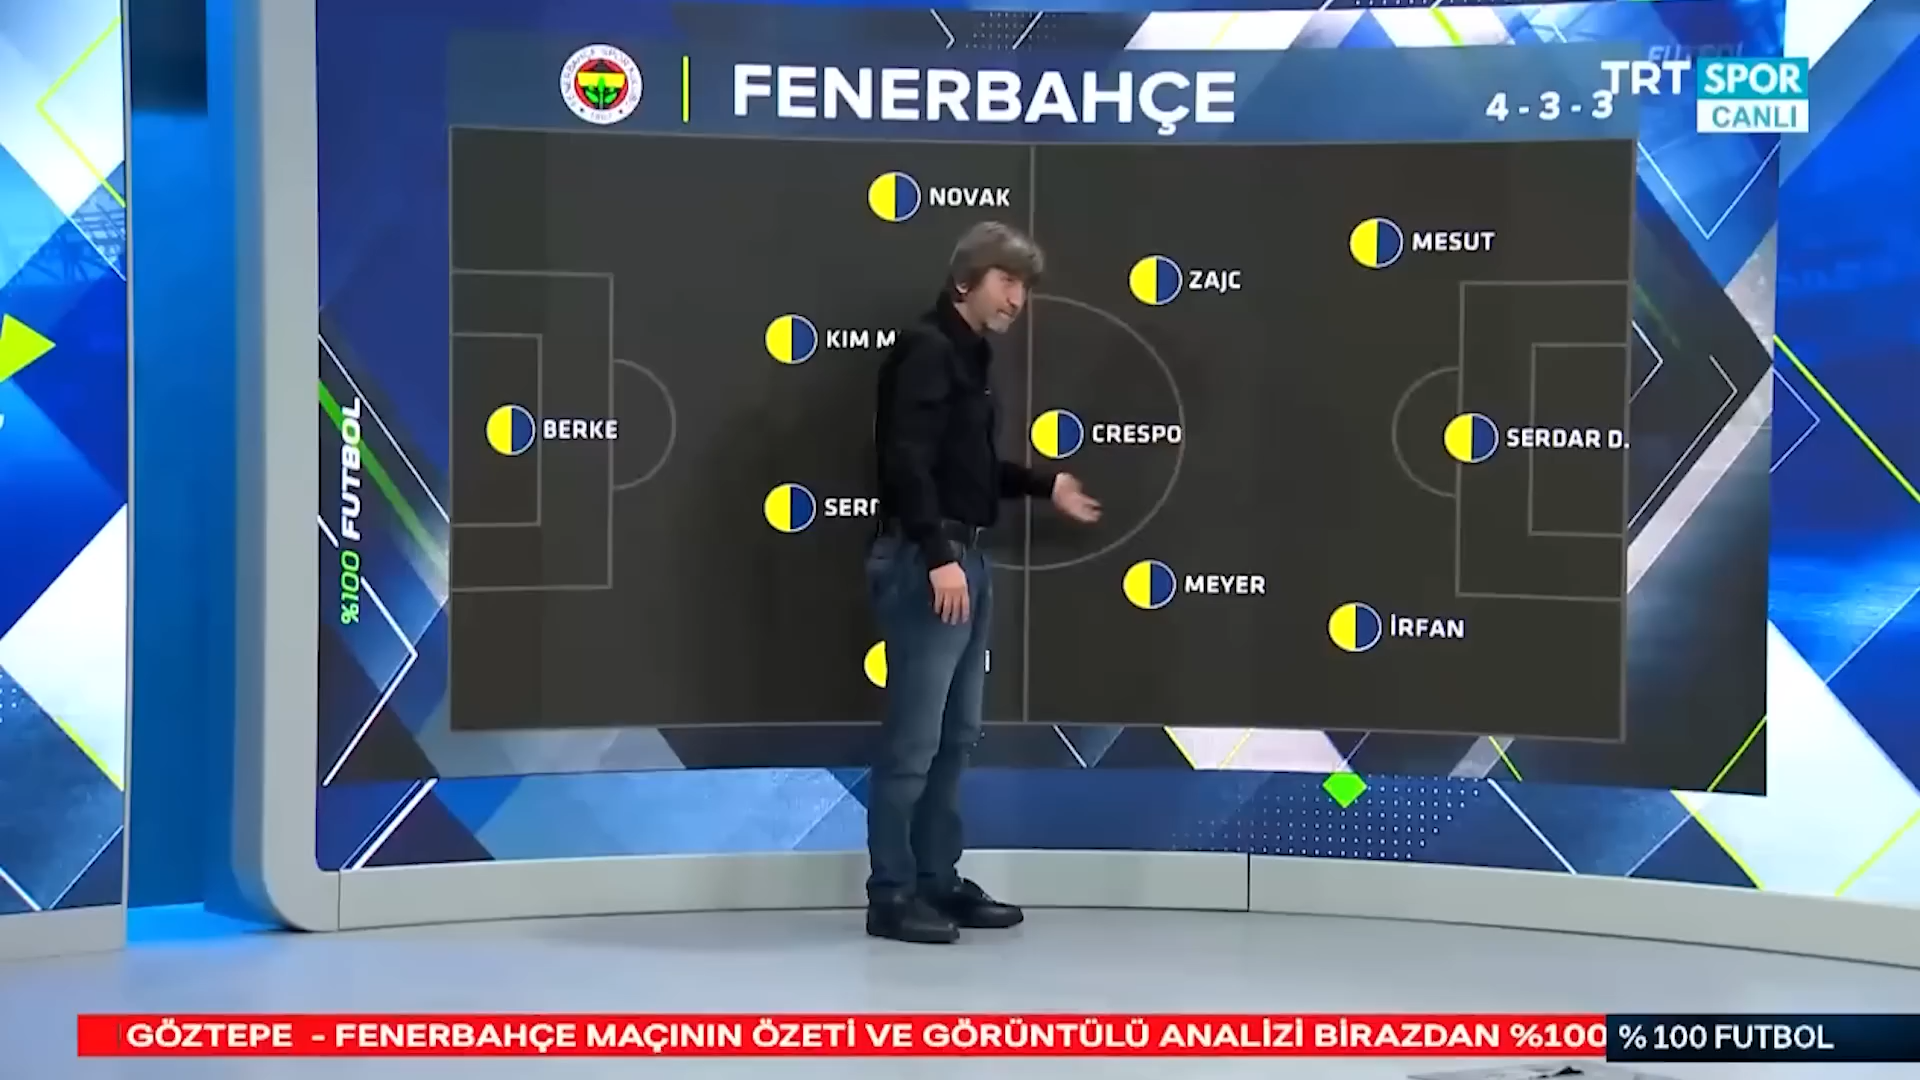 FENERBAHÇE
4 - 3 - 3
TRT SPOR
CANLI
NOVAK
MESUT
ZAJC
KIM M
BERKE
CRESPO
SERDAR D.
MEYER
İRFAN
%100 FUTBOL
GÖZTEPE - FENERBAHÇE MAÇININ ÖZETİ VE GÖRÜNTÜLÜ ANALİZİ BİRAZDAN %100
% 100 FUTBOL